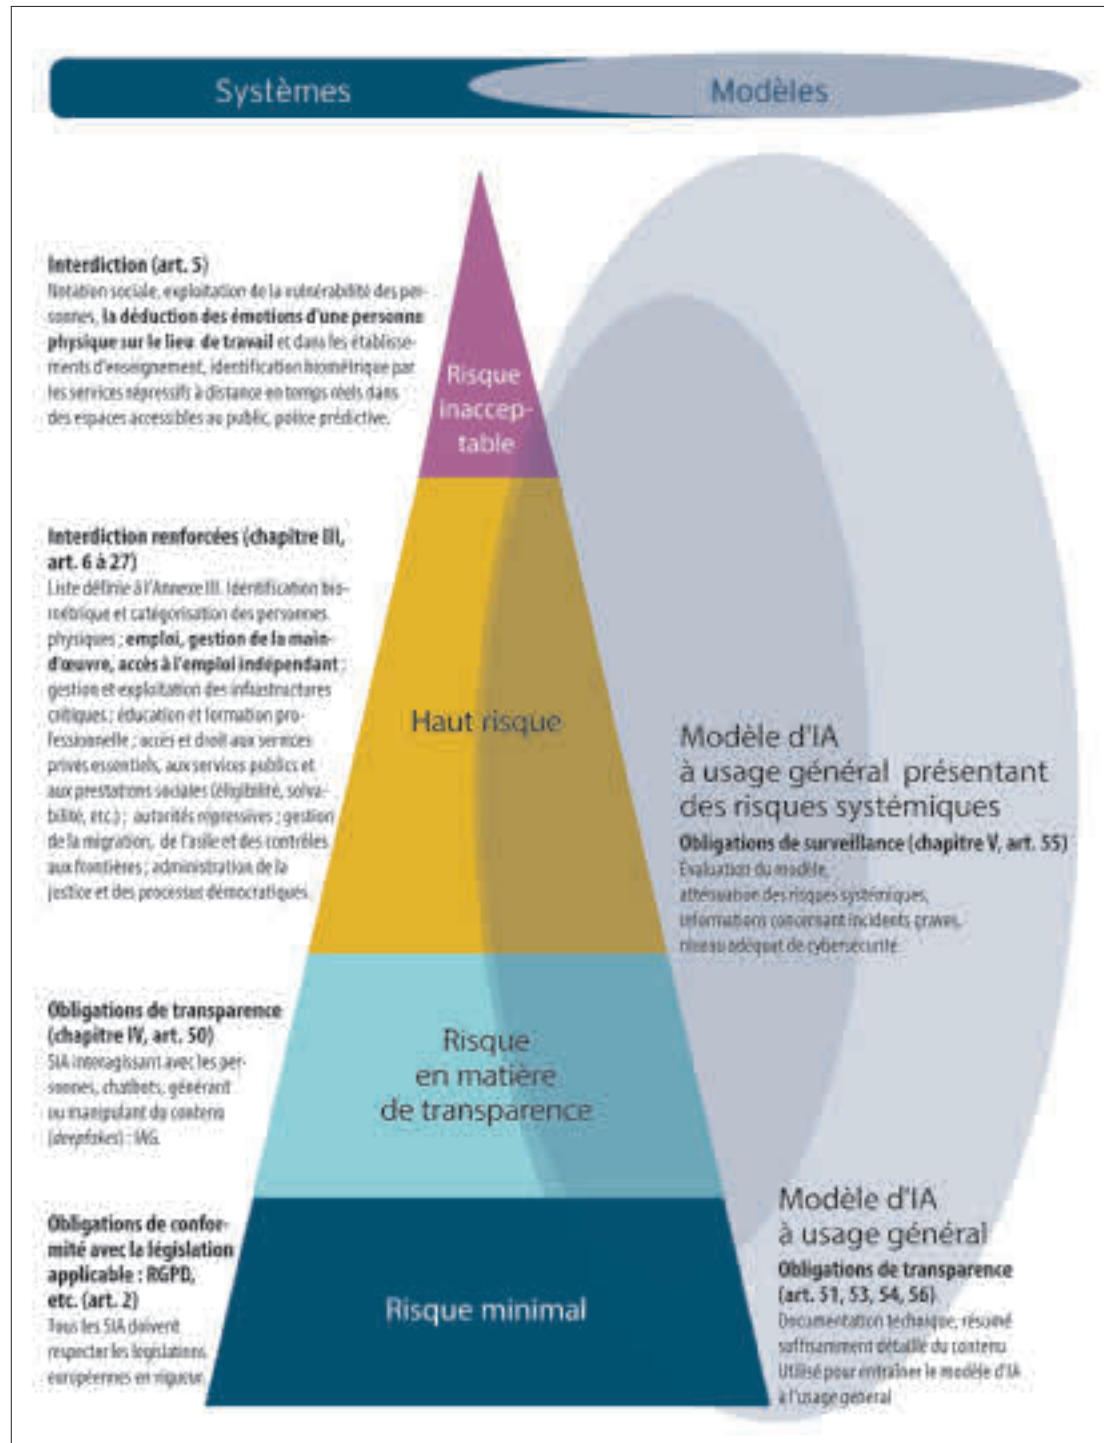 Systèmes
Modèles
Interdiction (art. 5)
Notation sociale, exploitation de la vulnérabilité des per-
sonnes, la déduction des émotions d'une personne
physique sur le lieu de travail et dans les établisse-
ments d'enseignement, identification biométrique par
les services répressifs à distance en temps réels dans
des espaces accessibles au public, police prédictive.
Risque
inaccep-
table
Interdiction renforcées (chapitre III,
art. 6 à 27)
Liste définie à l'Annexe III. Identification bio-
métrique et catégorisation des personnes
physiques ; emploi, gestion de la main-
d'œuvre, accès à l'emploi indépendant ;
gestion et exploitation des infrastructures
critiques ; éducation et formation pro-
fessionnelle ; accès et droit aux services
privés essentiels, aux services publics et
aux prestations sociales (éligibilité, solva-
bilité, etc.) ; autorités répressives ; gestion
de la migration, de l'asile et des contrôles
aux frontières ; administration de la
justice et des processus démocratiques.
Haut risque
Modèle d'IA
à usage général présentant
des risques systémiques
Obligations de surveillance (chapitre V, art. 55)
Évaluation du modèle,
atténuation des risques systémiques,
informations concernant incidents graves,
niveau adéquat de cybersécurité
Obligations de transparence
(chapitre IV, art. 50)
SIA interagissant avec les per-
sonnes, chatbots, générant
ou manipulant du contenu
(deepfakes) : IAG.
Risque
en matière
de transparence
Obligations de confor-
mité avec la législation
applicable : RGPD,
etc. (art. 2)
Tous les SIA doivent
respecter les législations
européennes en vigueur.
Risque minimal
Modèle d'IA
à usage général
Obligations de transparence
(art. 51, 53, 54, 56)
Documentation technique, résumé
suffisamment détaillé du contenu
Utilisé pour entraîner le modèle d'IA
à l'usage général